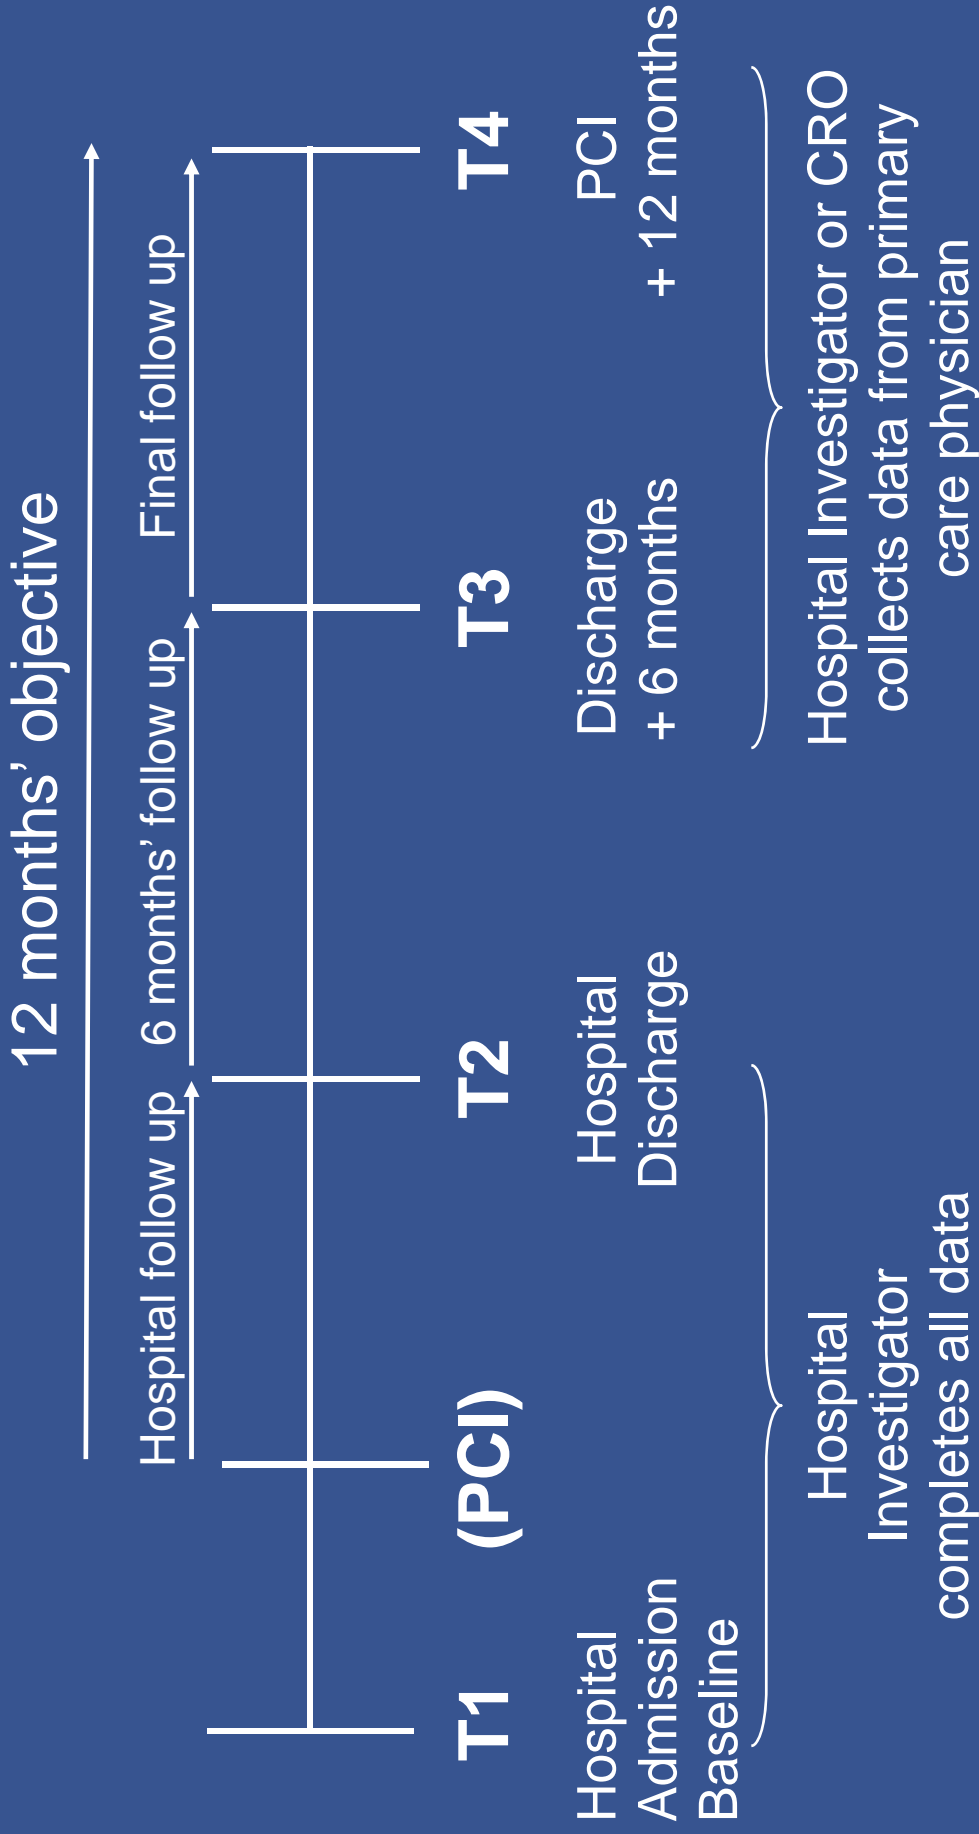 12 months’ objective
Hospital follow up
6 months’ follow up
Final follow up
T1
(PCI)
T2
T3
T4
Hospital
Admission
Baseline
Hospital
Discharge
Discharge
+ 6 months
PCI
+ 12 months
Hospital
Investigator
completes all data
Hospital Investigator or CRO
collects data from primary
care physician